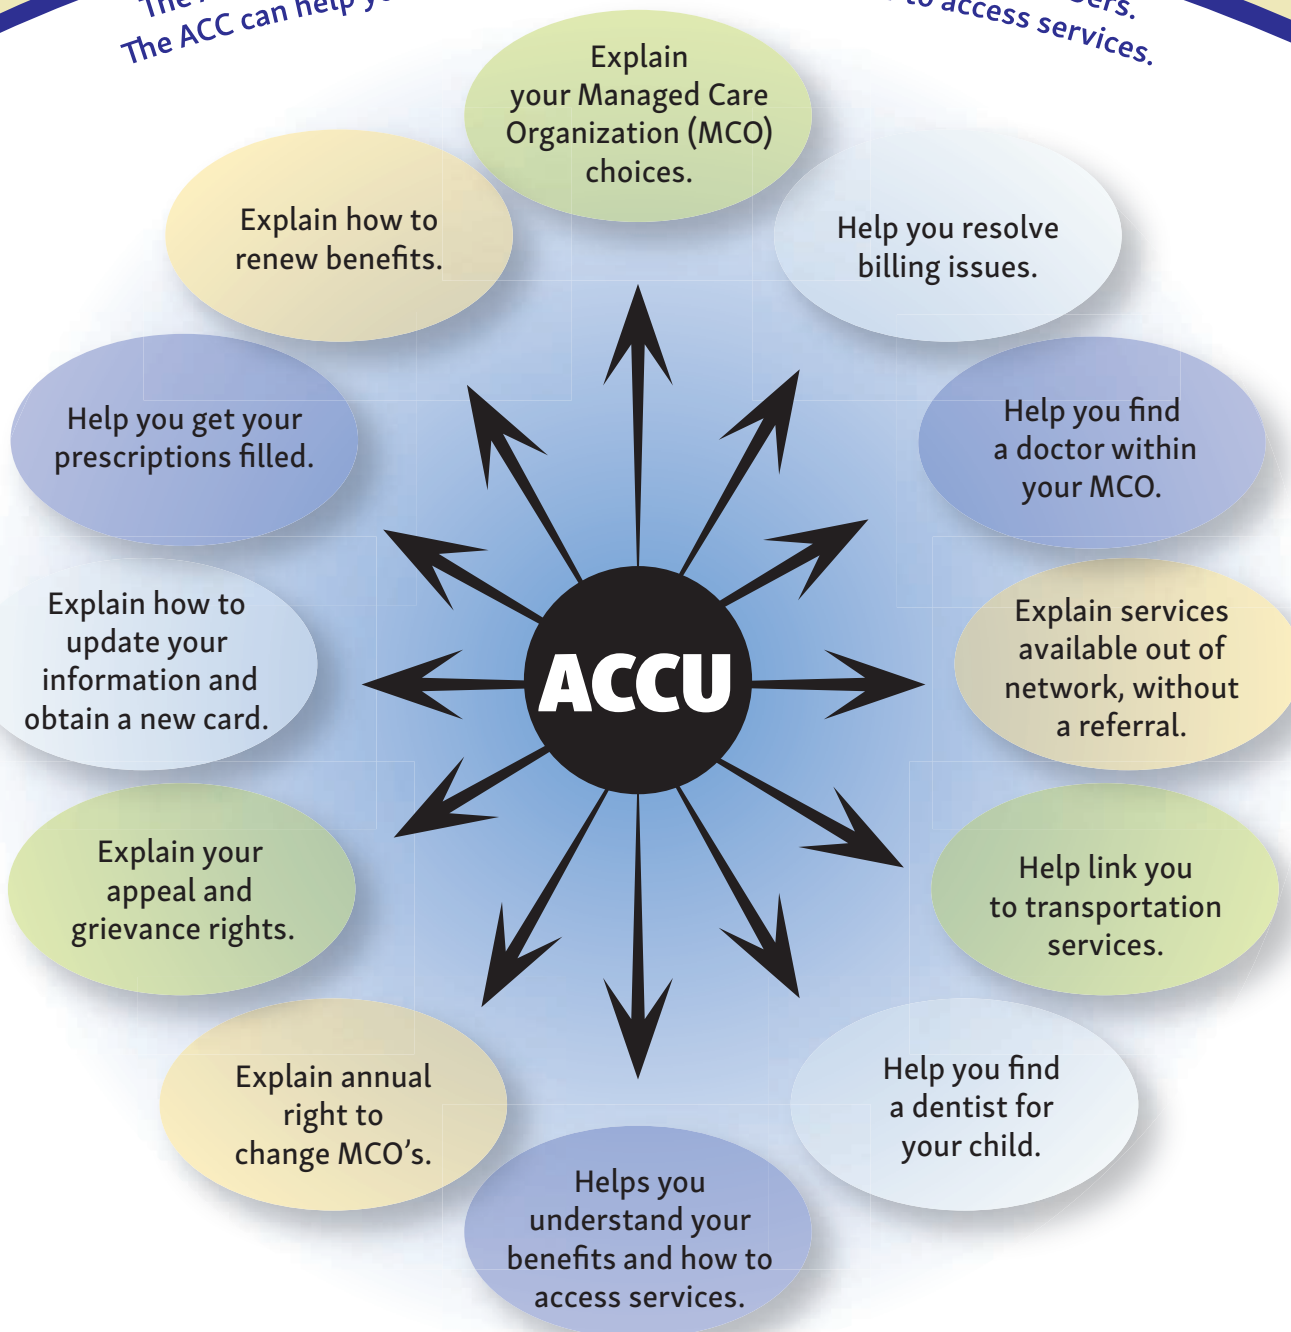 The
ers.
The ACC can help yo
to access services.
Explain
your Managed Care
Organization (MCO)
choices.
Help you resolve
billing issues.
Help you find
a doctor within
your MCO.
Explain services
available out of
network, without
a referral.
Help link you
to transportation
services.
Help you find
a dentist for
your child.
Helps you
understand your
benefits and how to
access services.
Explain annual
right to
change MCO’s.
Explain your
appeal and
grievance rights.
Explain how to
update your
information and
obtain a new card.
Help you get your
prescriptions filled.
Explain how to
renew benefits.
ACCU